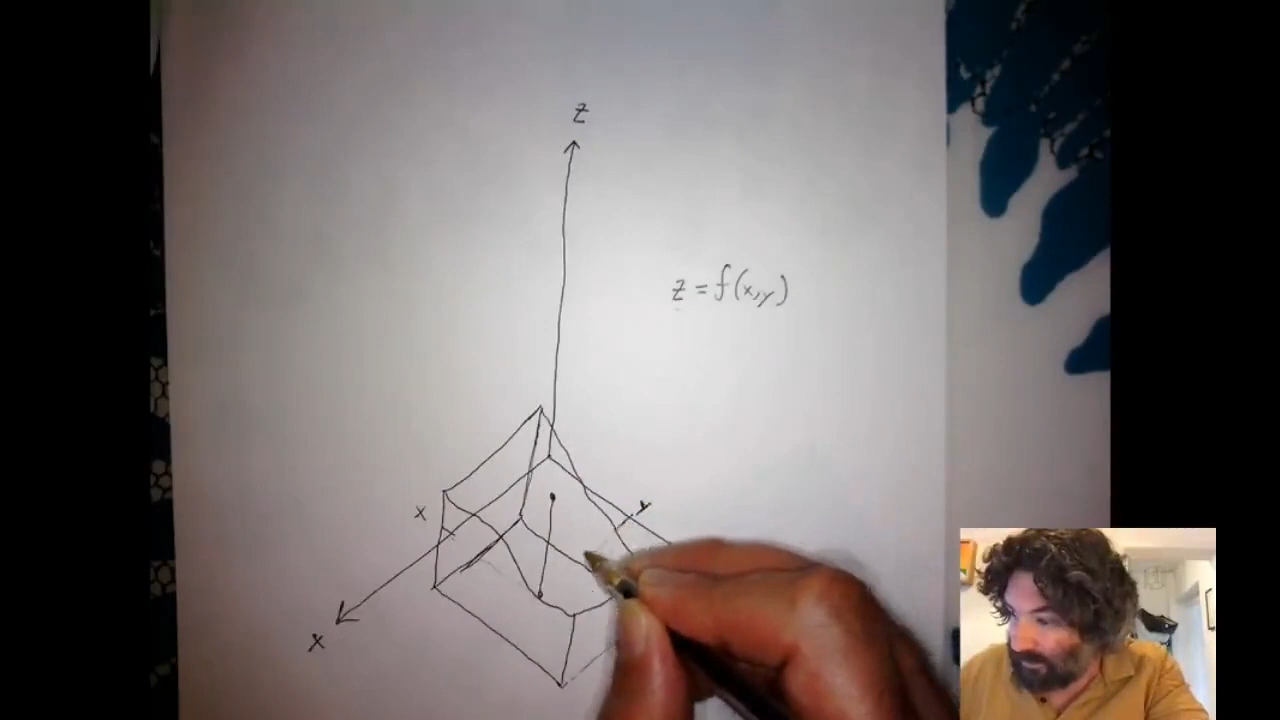 z
z = f(x,y)
x
y
x